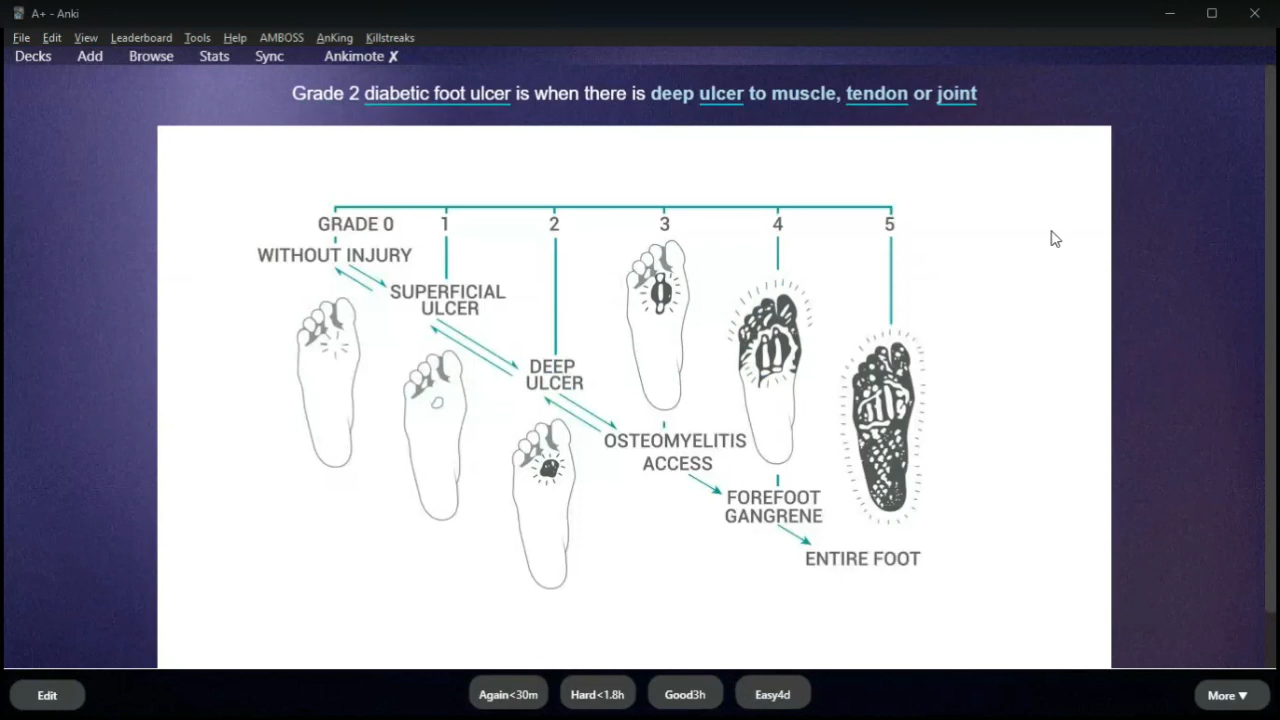 A+ - Anki
File Edit View Leaderboard Tools Help AMBOSS AnKing Killstreaks
Decks Add Browse Stats Sync Ankimote ✗
Grade 2 diabetic foot ulcer is when there is deep ulcer to muscle, tendon or joint
GRADE 0 1 2 3 4 5
WITHOUT INJURY
SUPERFICIAL
ULCER
DEEP
ULCER
OSTEOMYELITIS
ACCESS
FOREFOOT
GANGRENE
ENTIRE FOOT
Edit Again<30m Hard<1.8h Good3h Easy4d More ▼